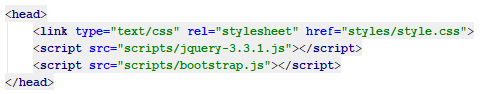 <head>
<link type="text/css" rel="stylesheet" href="styles/style.css">
<script src="scripts/jquery-3.3.1.js"></script>
<script src="scripts/bootstrap.js"></script>
</head>